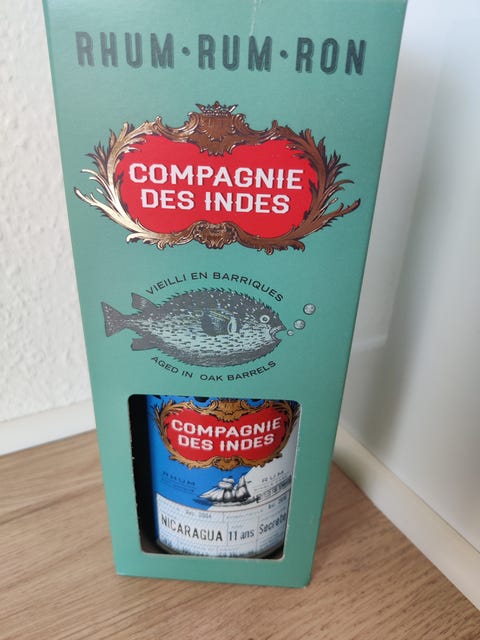 RHUM·RUM·RON
COMPAGNIE
DES INDES
VIEILLI EN BARRIQUES
AGED IN OAK BARRELS
COMPAGNIE
DES INDES
RHUM
RUM
NICARAGUA 11 ans Secrète